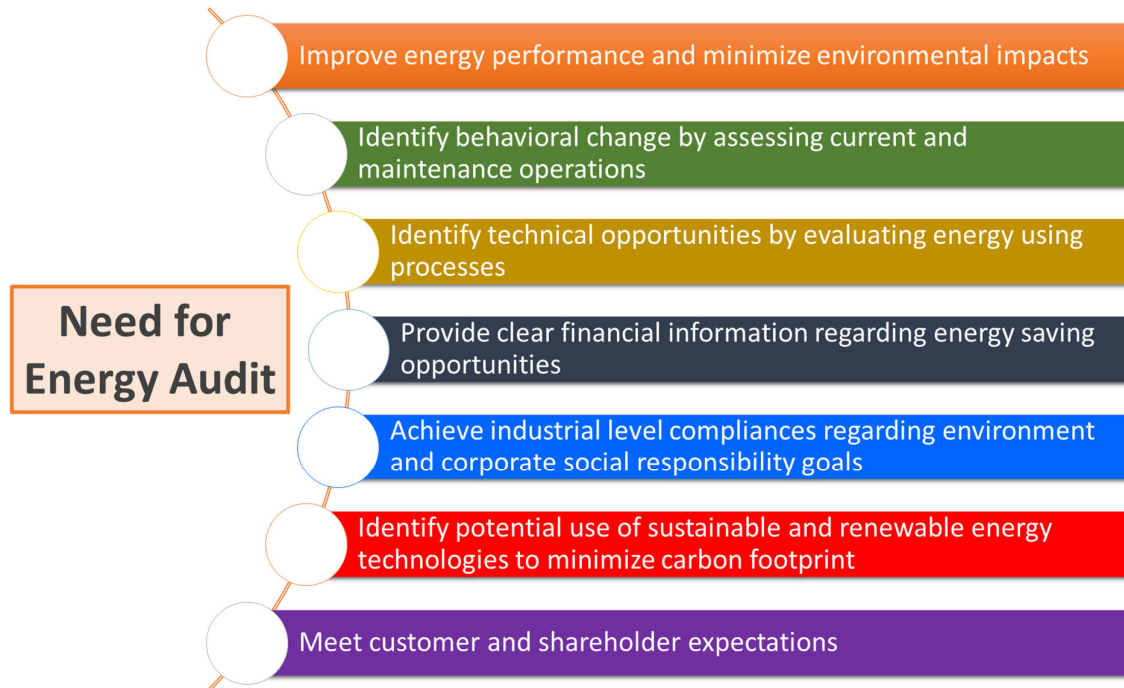 Improve energy performance and minimize environmental impacts
Identify behavioral change by assessing current and
maintenance operations
Identify technical opportunities by evaluating energy using
processes
Need for
Energy Audit
Provide clear financial information regarding energy saving
opportunities
Achieve industrial level compliances regarding environment
and corporate social responsibility goals
Identify potential use of sustainable and renewable energy
technologies to minimize carbon footprint
Meet customer and shareholder expectations